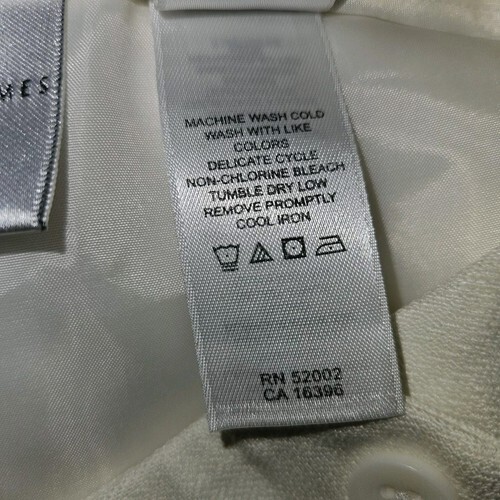 MES
MACHINE WASH COLD
WASH WITH LIKE
COLORS
DELICATE CYCLE
NON-CHLORINE BLEACH
TUMBLE DRY LOW
REMOVE PROMPTLY
COOL IRON
RN 52002
CA 16396